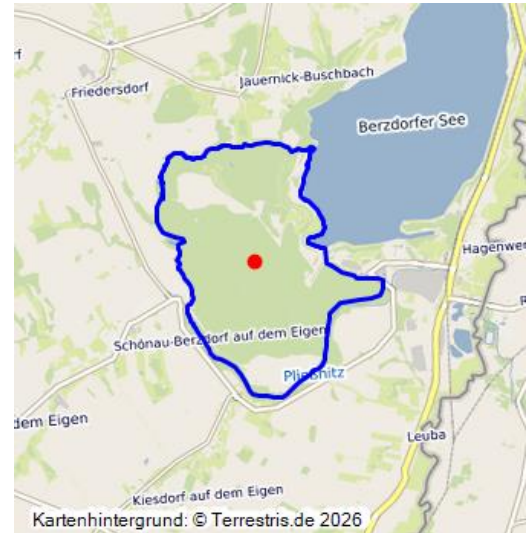 Jauernick-Buschbach
Friedersdorf
Berzdorfer See
Hagenwe
Schönau-Berzdorf auf dem Eigen
Pließnitz
dem Eigen
Leuba
Kiesdorf auf dem Eigen
Kartenhintergrund: © Terrestris.de 2026